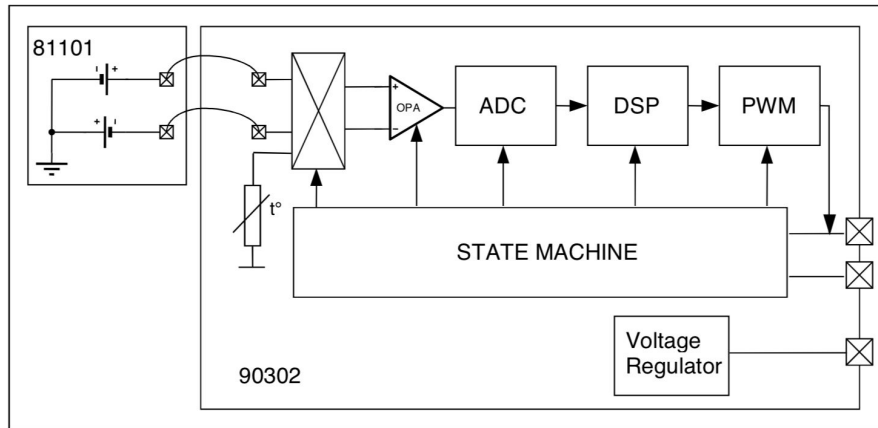 81101
- +
+ -
+
OPA
-
ADC
DSP
PWM
t°
STATE MACHINE
Voltage
Regulator
90302